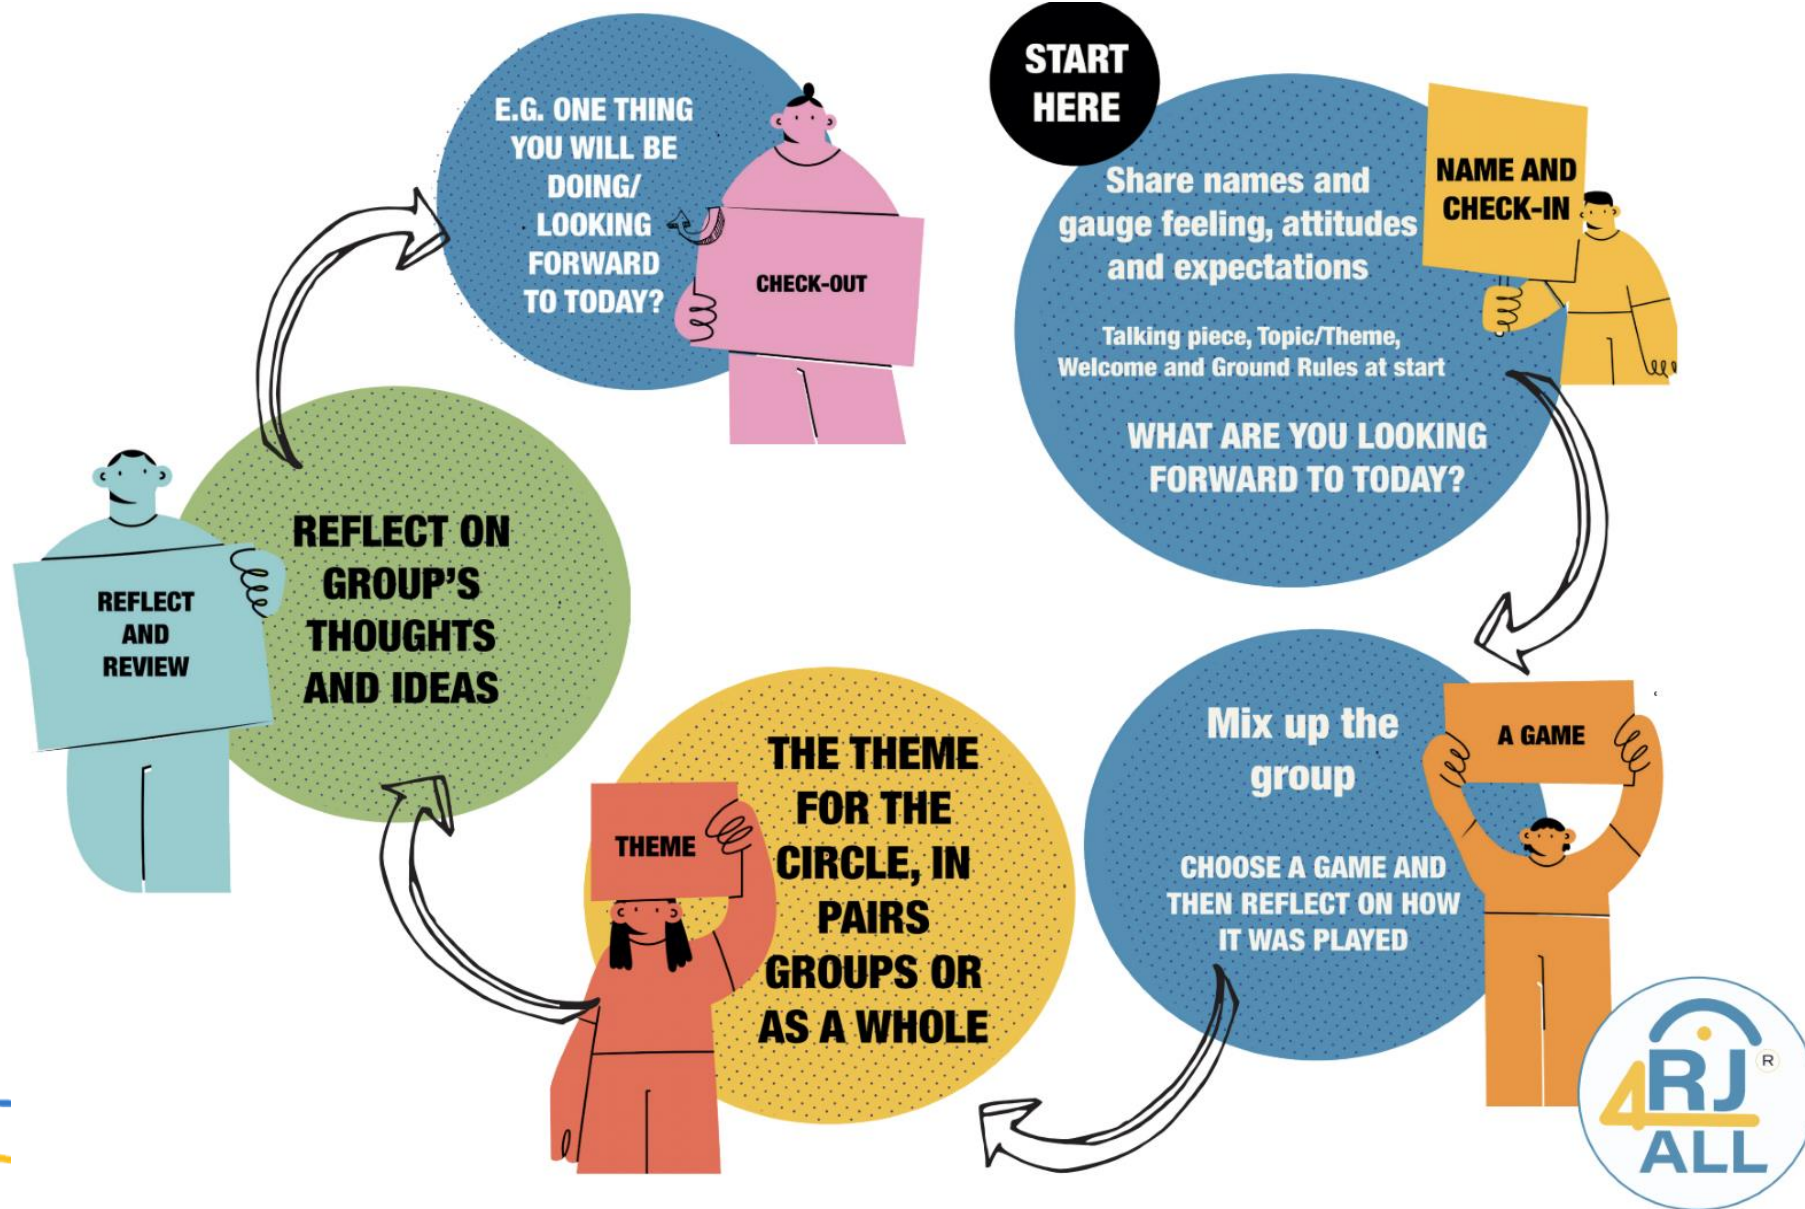 START
HERE
Share names and
gauge feeling, attitudes
and expectations
Talking piece, Topic/Theme,
Welcome and Ground Rules at start
WHAT ARE YOU LOOKING
FORWARD TO TODAY?
NAME AND
CHECK-IN
Mix up the
group
CHOOSE A GAME AND
THEN REFLECT ON HOW
IT WAS PLAYED
A GAME
THE THEME
FOR THE
CIRCLE, IN
PAIRS
GROUPS OR
AS A WHOLE
THEME
REFLECT ON
GROUP'S
THOUGHTS
AND IDEAS
REFLECT
AND
REVIEW
E.G. ONE THING
YOU WILL BE
DOING/
LOOKING
FORWARD
TO TODAY?
CHECK-OUT
4RJ ®
ALL